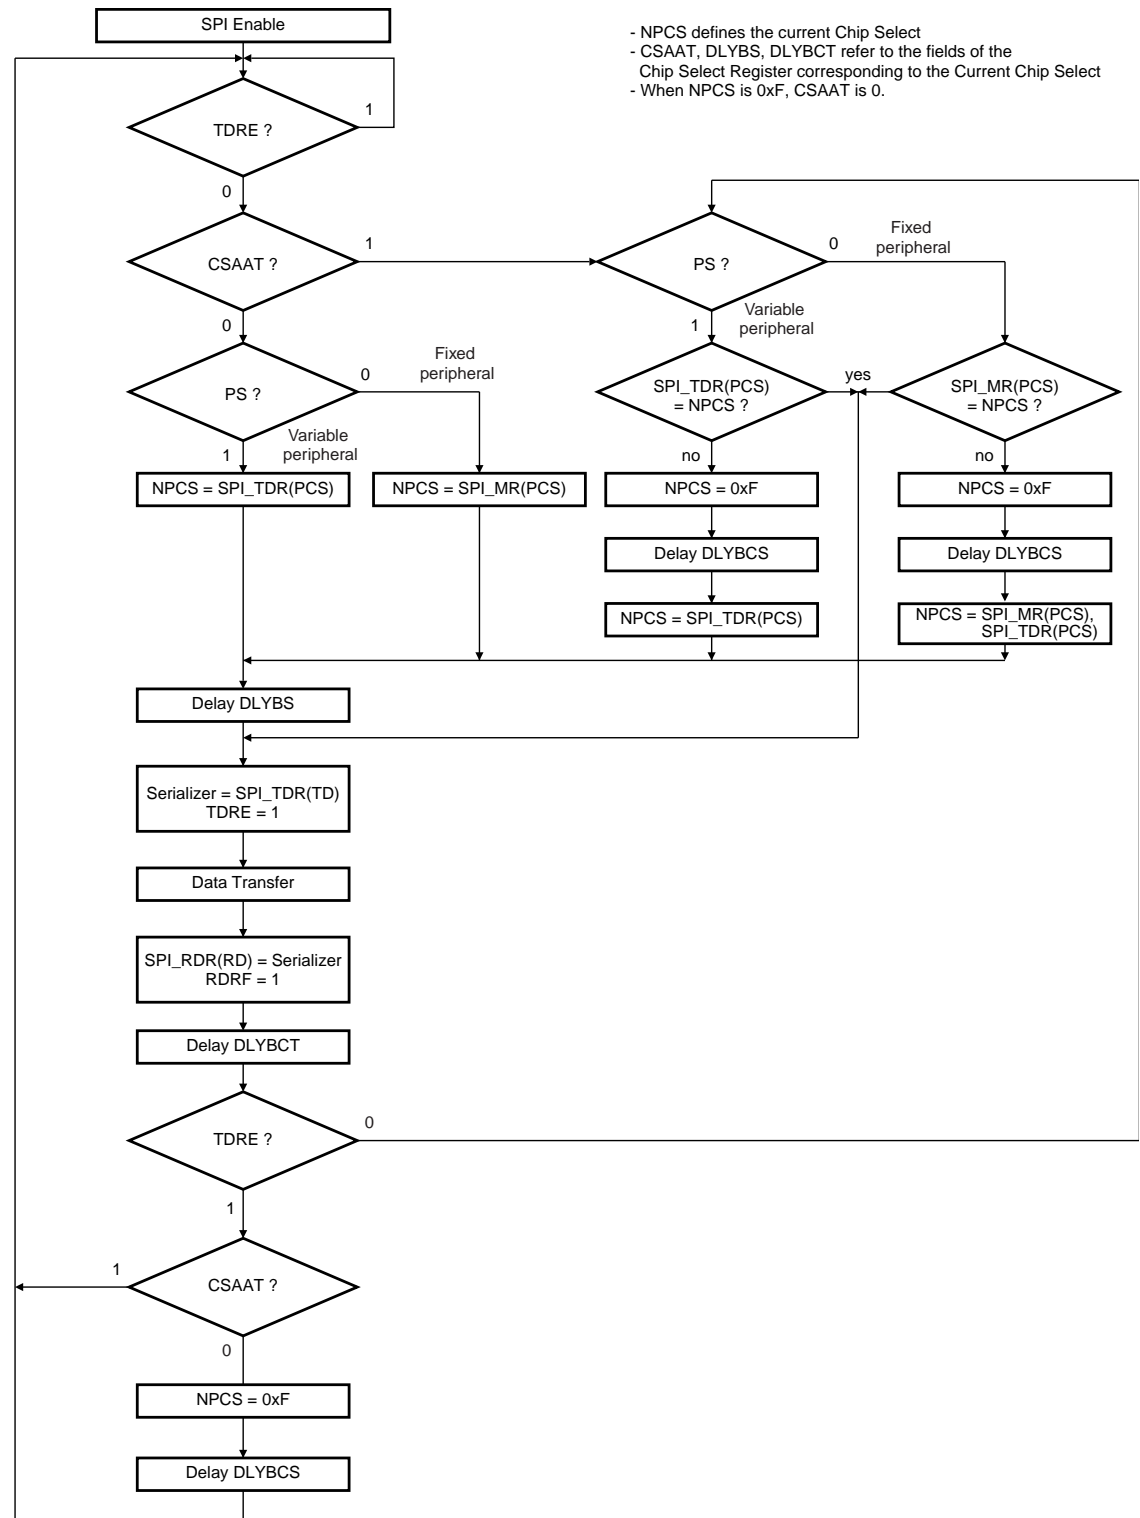 SPI Enable
- NPCS defines the current Chip Select
- CSAAT, DLYBS, DLYBCT refer to the fields of the
Chip Select Register corresponding to the Current Chip Select
- When NPCS is 0xF, CSAAT is 0.
TDRE ?
1
0
CSAAT ?
1
PS ?
0
Fixed
peripheral
0
1
Variable
peripheral
PS ?
0
Fixed
peripheral
1
Variable
peripheral
SPI_TDR(PCS)
= NPCS ?
yes
SPI_MR(PCS)
= NPCS ?
no
no
NPCS = SPI_TDR(PCS)
NPCS = SPI_MR(PCS)
NPCS = 0xF
NPCS = 0xF
Delay DLYBCS
Delay DLYBCS
NPCS = SPI_TDR(PCS)
NPCS = SPI_MR(PCS),
SPI_TDR(PCS)
Delay DLYBS
Serializer = SPI_TDR(TD)
TDRE = 1
Data Transfer
SPI_RDR(RD) = Serializer
RDRF = 1
Delay DLYBCT
TDRE ?
0
1
CSAAT ?
1
0
NPCS = 0xF
Delay DLYBCS